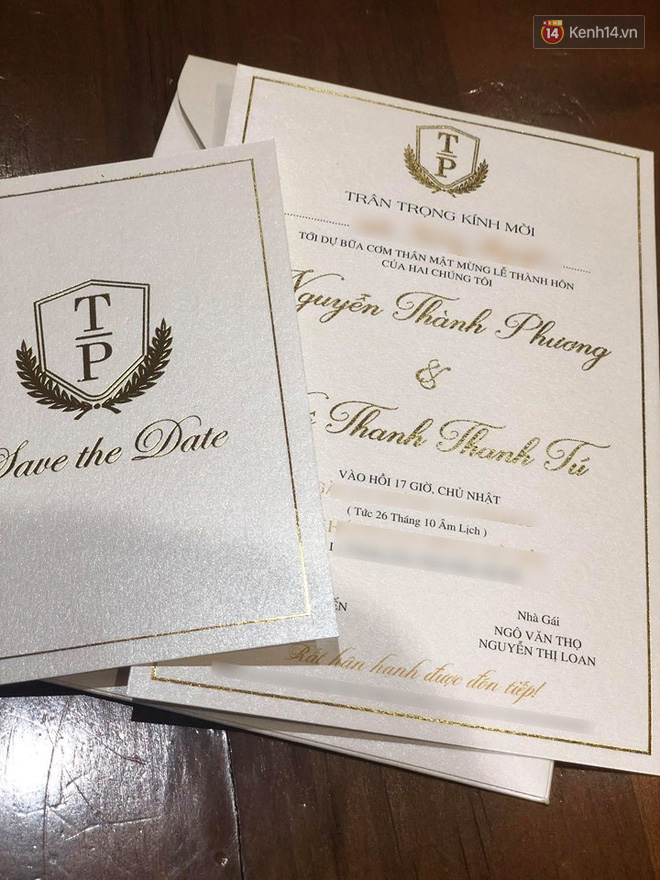 14 Kenh14.vn
T
P
TRÂN TRỌNG KÍNH MỜI
TỚI DỰ BỮA CƠM THÂN MẬT MỪNG LỄ THÀNH HÔN
CỦA HAI CHÚNG TÔI
Nguyễn Thành Phương
&
Thanh Thanh Tú
VÀO HỒI 17 GIỜ, CHỦ NHẬT
( Tức 26 Tháng 10 Âm Lịch )
Nhà Gái
NGÔ VĂN THỌ
NGUYỄN THỊ LOAN
Rất hân hạnh được đón tiếp!
T
P
Save the Date